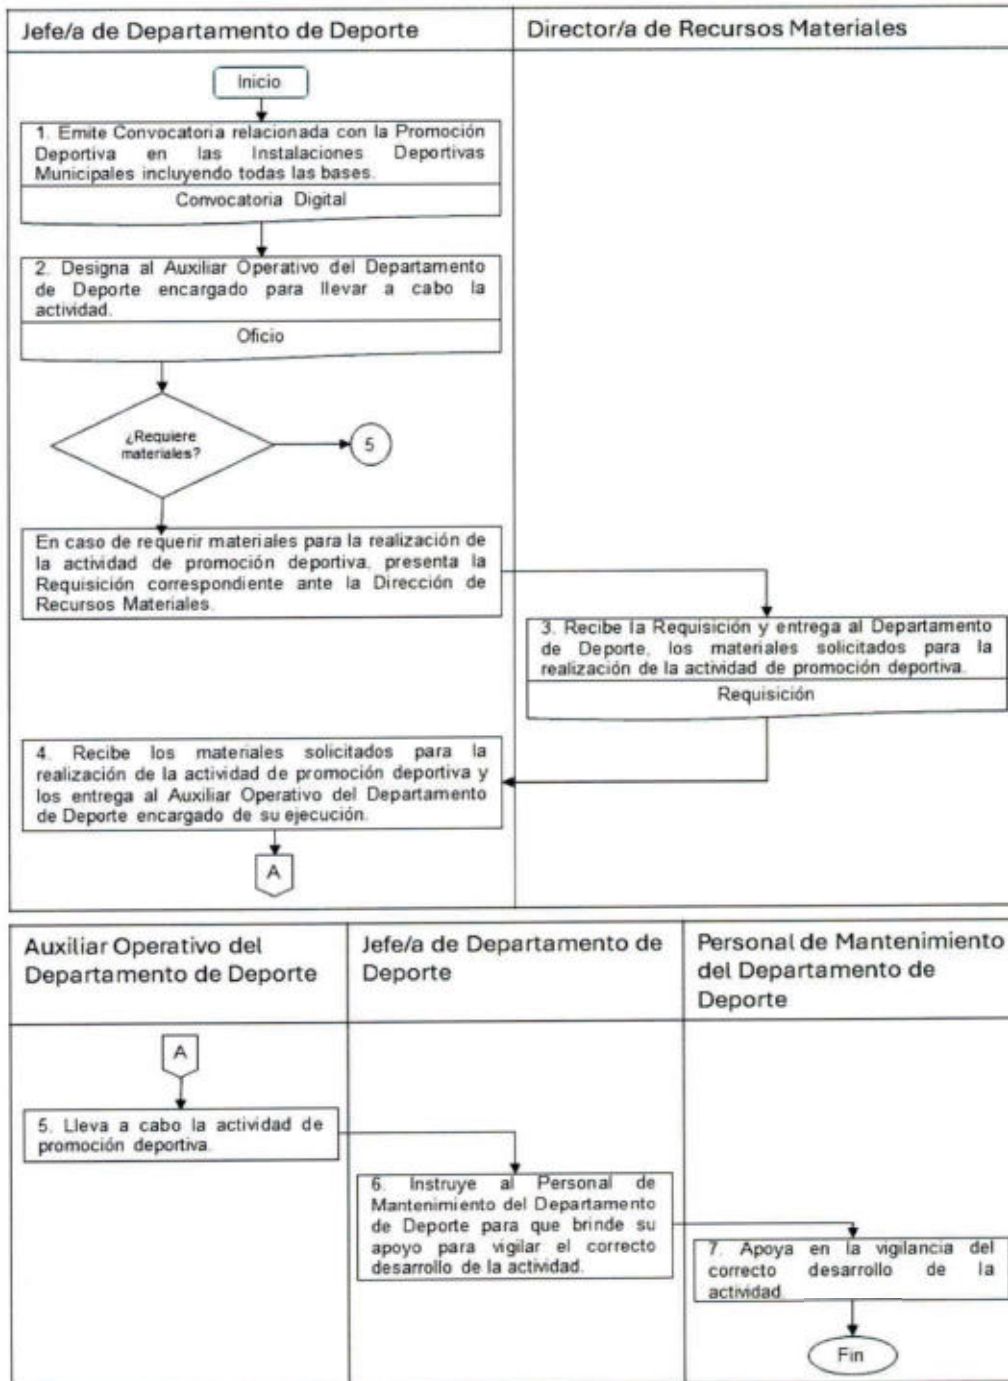 Jefe/a de Departamento de Deporte
Director/a de Recursos Materiales
Inicio
1. Emite Convocatoria relacionada con la Promoción
Deportiva en las Instalaciones Deportivas
Municipales incluyendo todas las bases.
Convocatoria Digital
2. Designa al Auxiliar Operativo del Departamento
de Deporte encargado para llevar a cabo la
actividad.
Oficio
¿Requiere
materiales?
5
En caso de requerir materiales para la realización de
la actividad de promoción deportiva, presenta la
Requisición correspondiente ante la Dirección de
Recursos Materiales.
3. Recibe la Requisición y entrega al Departamento
de Deporte, los materiales solicitados para la
realización de la actividad de promoción deportiva.
Requisición
4. Recibe los materiales solicitados para la
realización de la actividad de promoción deportiva y
los entrega al Auxiliar Operativo del Departamento
de Deporte encargado de su ejecución.
A
Auxiliar Operativo del
Departamento de Deporte
Jefe/a de Departamento de
Deporte
Personal de Mantenimiento
del Departamento de
Deporte
A
5. Lleva a cabo la actividad de
promoción deportiva.
6. Instruye al Personal de
Mantenimiento del Departamento
de Deporte para que brinde su
apoyo para vigilar el correcto
desarrollo de la actividad.
7. Apoya en la vigilancia del
correcto desarrollo de la
actividad.
Fin